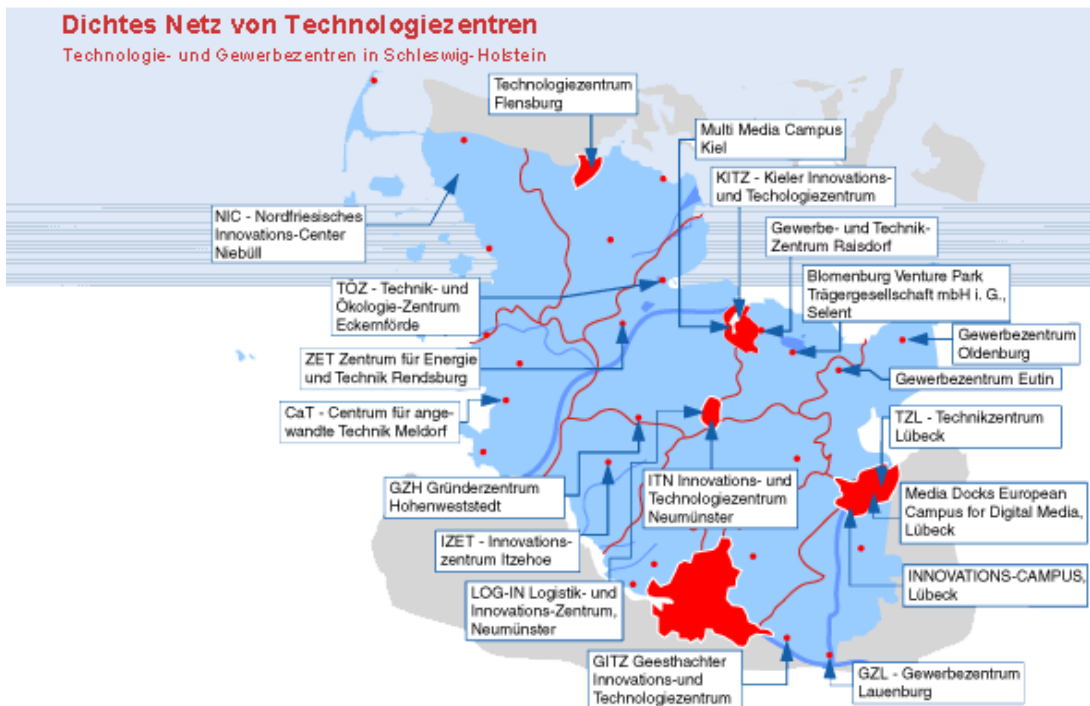 Dichtes Netz von Technologiezentren
Technologie- und Gewerbezentren in Schleswig-Holstein
Technologiezentrum
Flensburg
Multi Media Campus
Kiel
KITZ - Kieler Innovations-
und Techologiezentrum
NIC - Nordfriesisches
Innovations-Center
Niebüll
Gewerbe- und Technik-
Zentrum Raisdorf
TÖZ - Technik- und
Ökologie-Zentrum
Eckernförde
Blomenburg Venture Park
Trägergesellschaft mbH i. G.,
Selent
Gewerbezentrum
Oldenburg
ZET Zentrum für Energie
und Technik Rendsburg
Gewerbezentrum Eutin
CaT - Centrum für ange-
wandte Technik Meldorf
TZL - Technikzentrum
Lübeck
GZH Gründerzentrum
Hohenweststedt
ITN Innovations- und
Technologiezentrum
Neumünster
Media Docks European
Campus for Digital Media,
Lübeck
IZET - Innovations-
zentrum Itzehoe
INNOVATIONS-CAMPUS,
Lübeck
LOG-IN Logistik- und
Innovations-Zentrum,
Neumünster
GITZ Geesthachter
Innovations-und
Technologiezentrum
GZL - Gewerbezentrum
Lauenburg